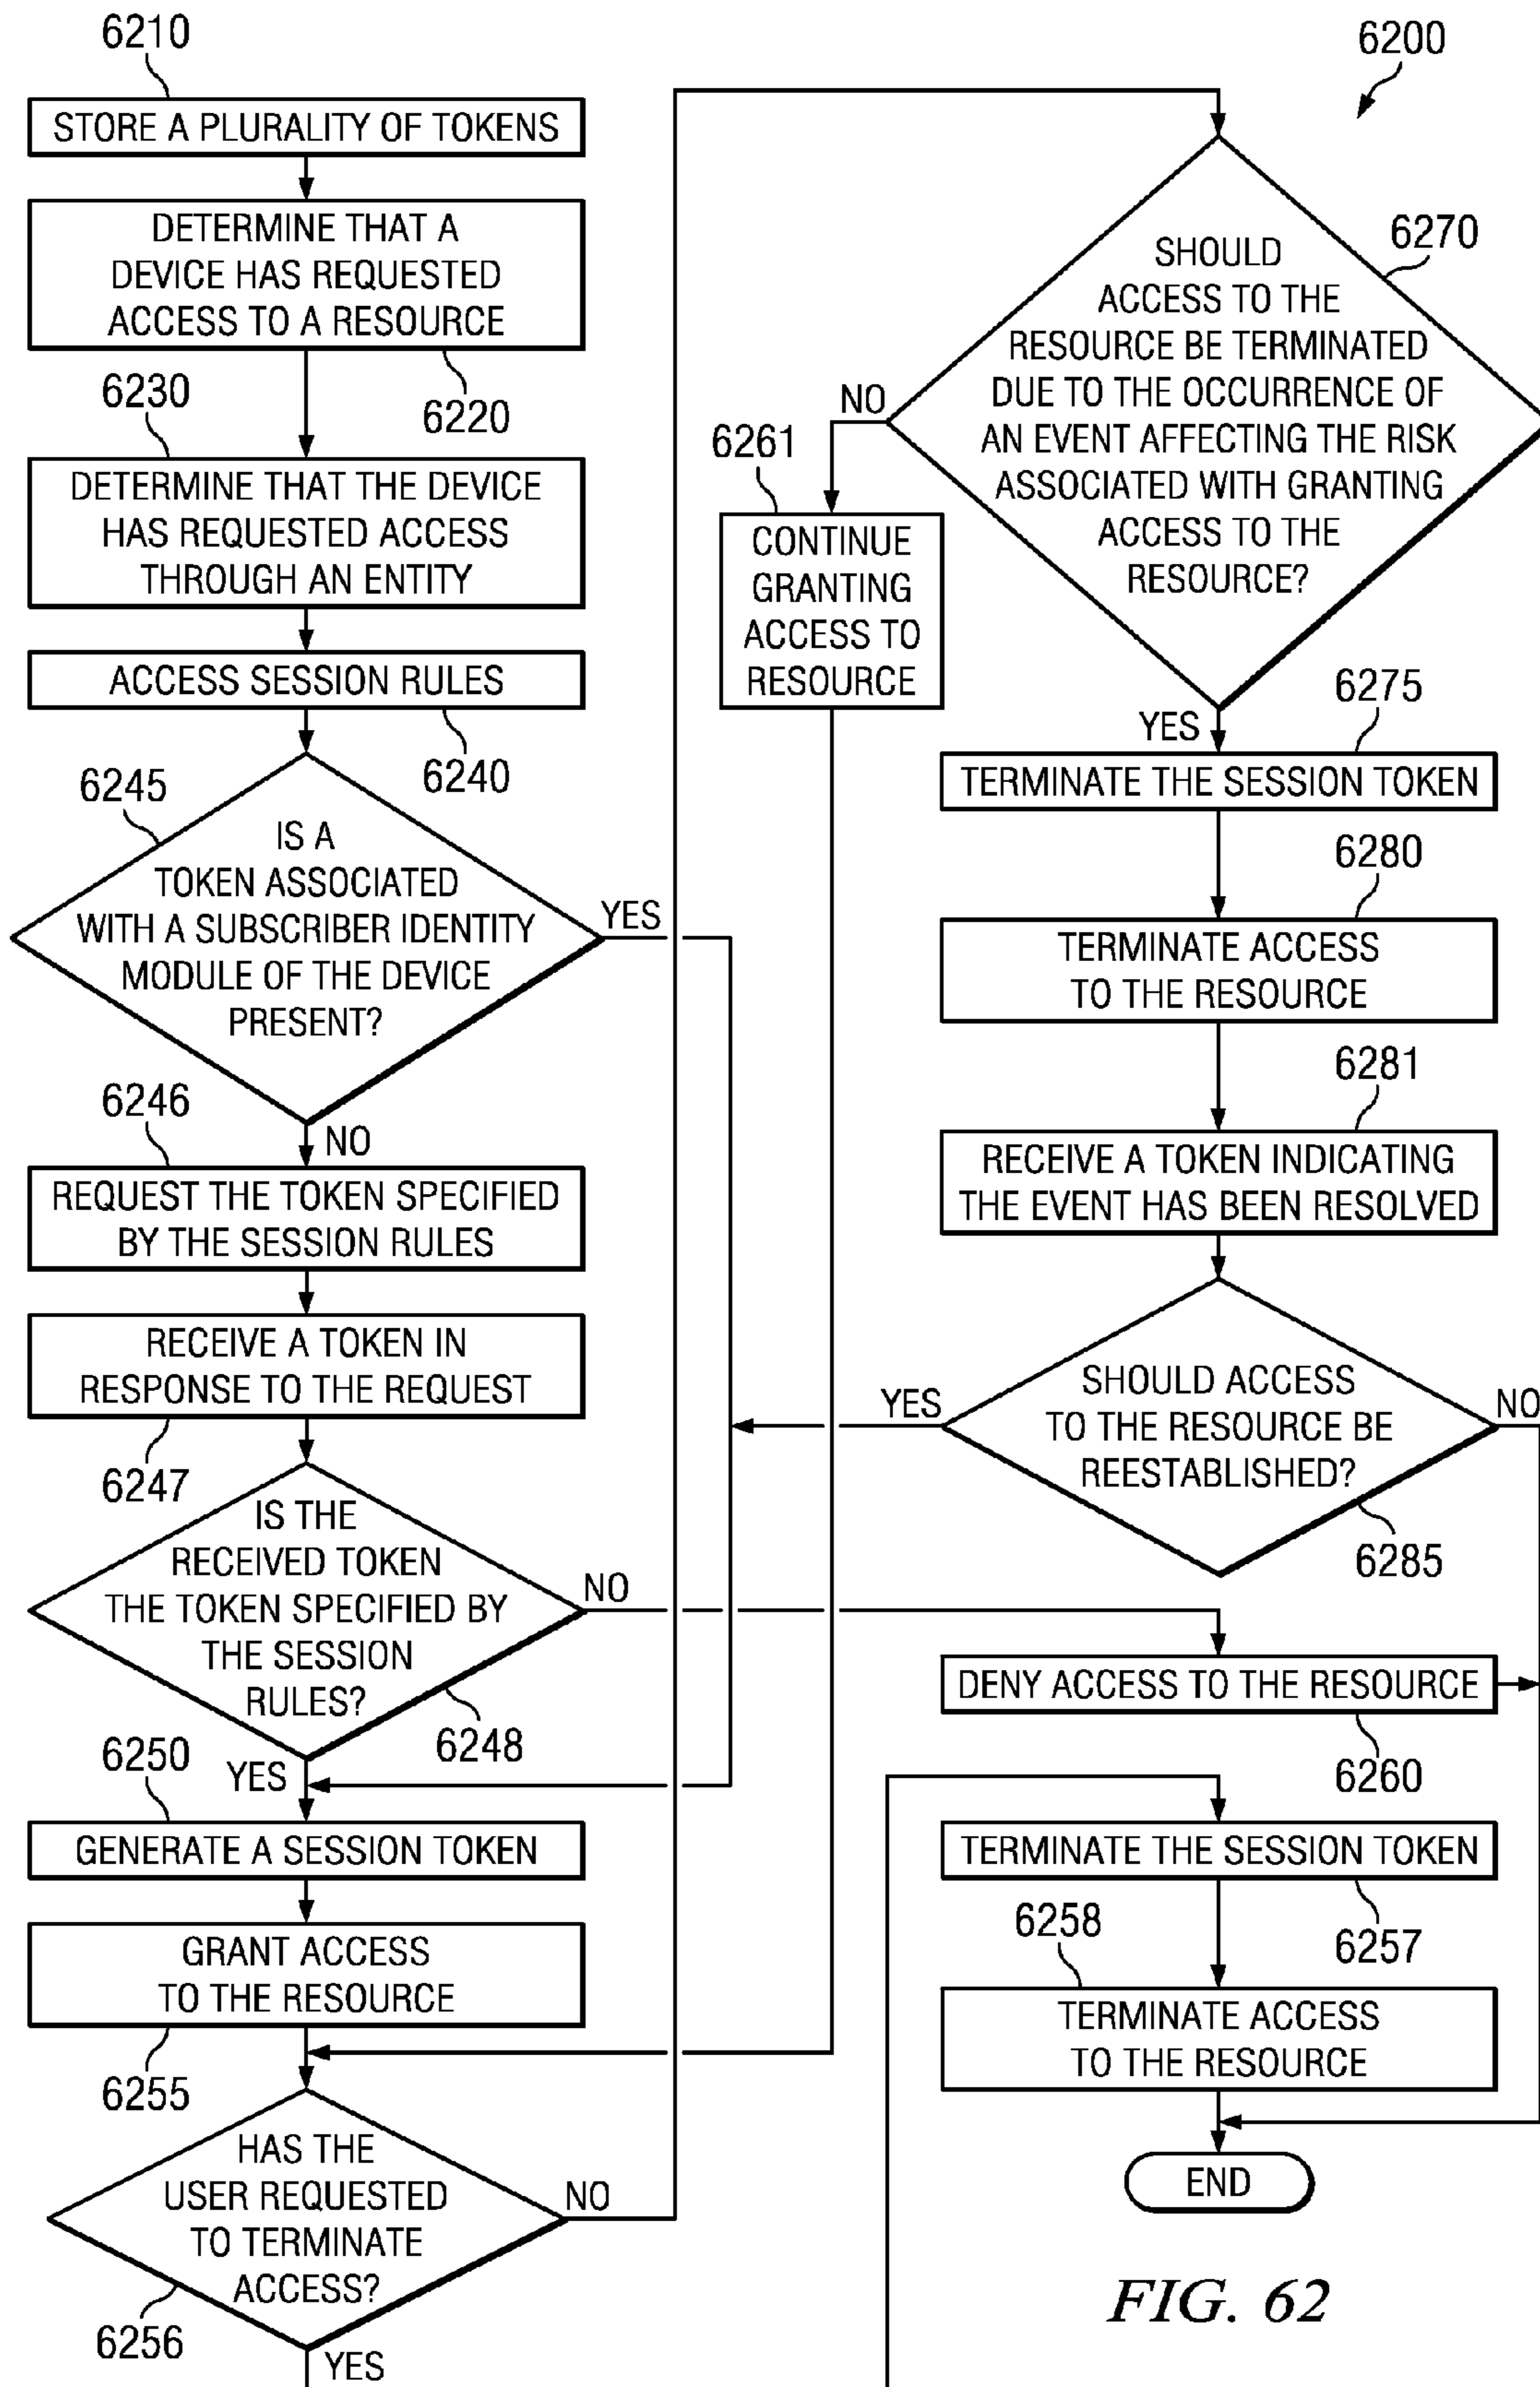 6210
STORE A PLURALITY OF TOKENS
DETERMINE THAT A
DEVICE HAS REQUESTED
ACCESS TO A RESOURCE
6220
6230
DETERMINE THAT THE DEVICE
HAS REQUESTED ACCESS
THROUGH AN ENTITY
ACCESS SESSION RULES
6240
6245
IS A
TOKEN ASSOCIATED
WITH A SUBSCRIBER IDENTITY
MODULE OF THE DEVICE
PRESENT?
YES
NO
6246
REQUEST THE TOKEN SPECIFIED
BY THE SESSION RULES
RECEIVE A TOKEN IN
RESPONSE TO THE REQUEST
6247
IS THE
RECEIVED TOKEN
THE TOKEN SPECIFIED BY
THE SESSION
RULES?
NO
6248
YES
6250
GENERATE A SESSION TOKEN
GRANT ACCESS
TO THE RESOURCE
6255
HAS THE
USER REQUESTED
TO TERMINATE
ACCESS?
NO
6256
YES
6200
SHOULD
ACCESS TO THE
RESOURCE BE TERMINATED
DUE TO THE OCCURRENCE OF
AN EVENT AFFECTING THE RISK
ASSOCIATED WITH GRANTING
ACCESS TO THE
RESOURCE?
6270
NO
6261
CONTINUE
GRANTING
ACCESS TO
RESOURCE
YES
6275
TERMINATE THE SESSION TOKEN
6280
TERMINATE ACCESS
TO THE RESOURCE
6281
RECEIVE A TOKEN INDICATING
THE EVENT HAS BEEN RESOLVED
SHOULD ACCESS
TO THE RESOURCE BE
REESTABLISHED?
YES
NO
6285
DENY ACCESS TO THE RESOURCE
6260
TERMINATE THE SESSION TOKEN
6257
6258
TERMINATE ACCESS
TO THE RESOURCE
END
FIG. 62